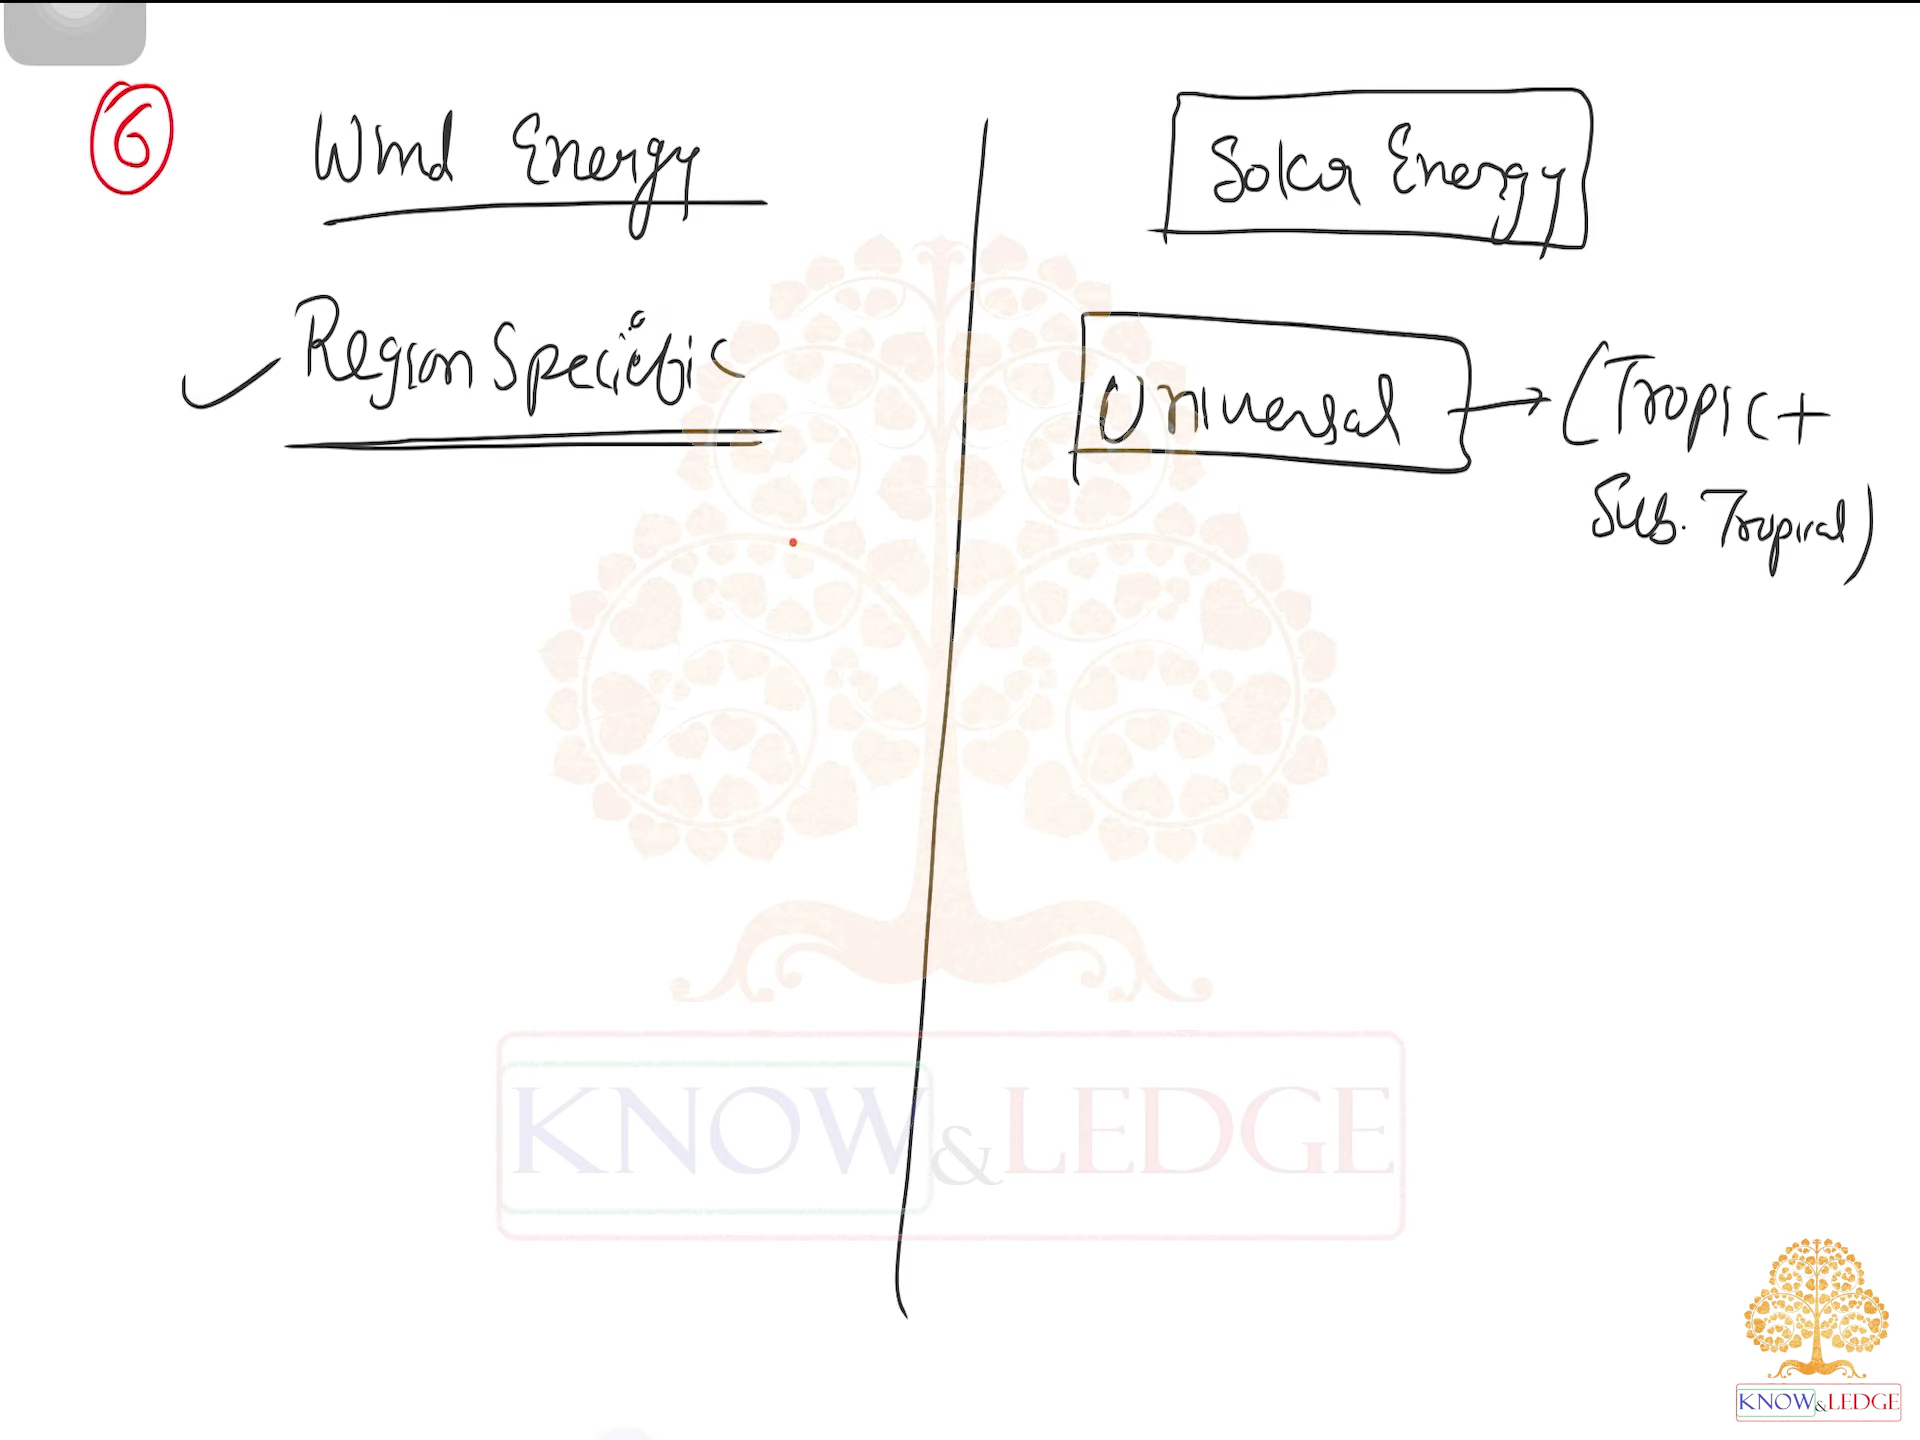 6
Wind Energy
Solar Energy
Region Specific
Universal → (Tropic +
Sub. Tropical)
KNOW&LEDGE
KNOW&LEDGE